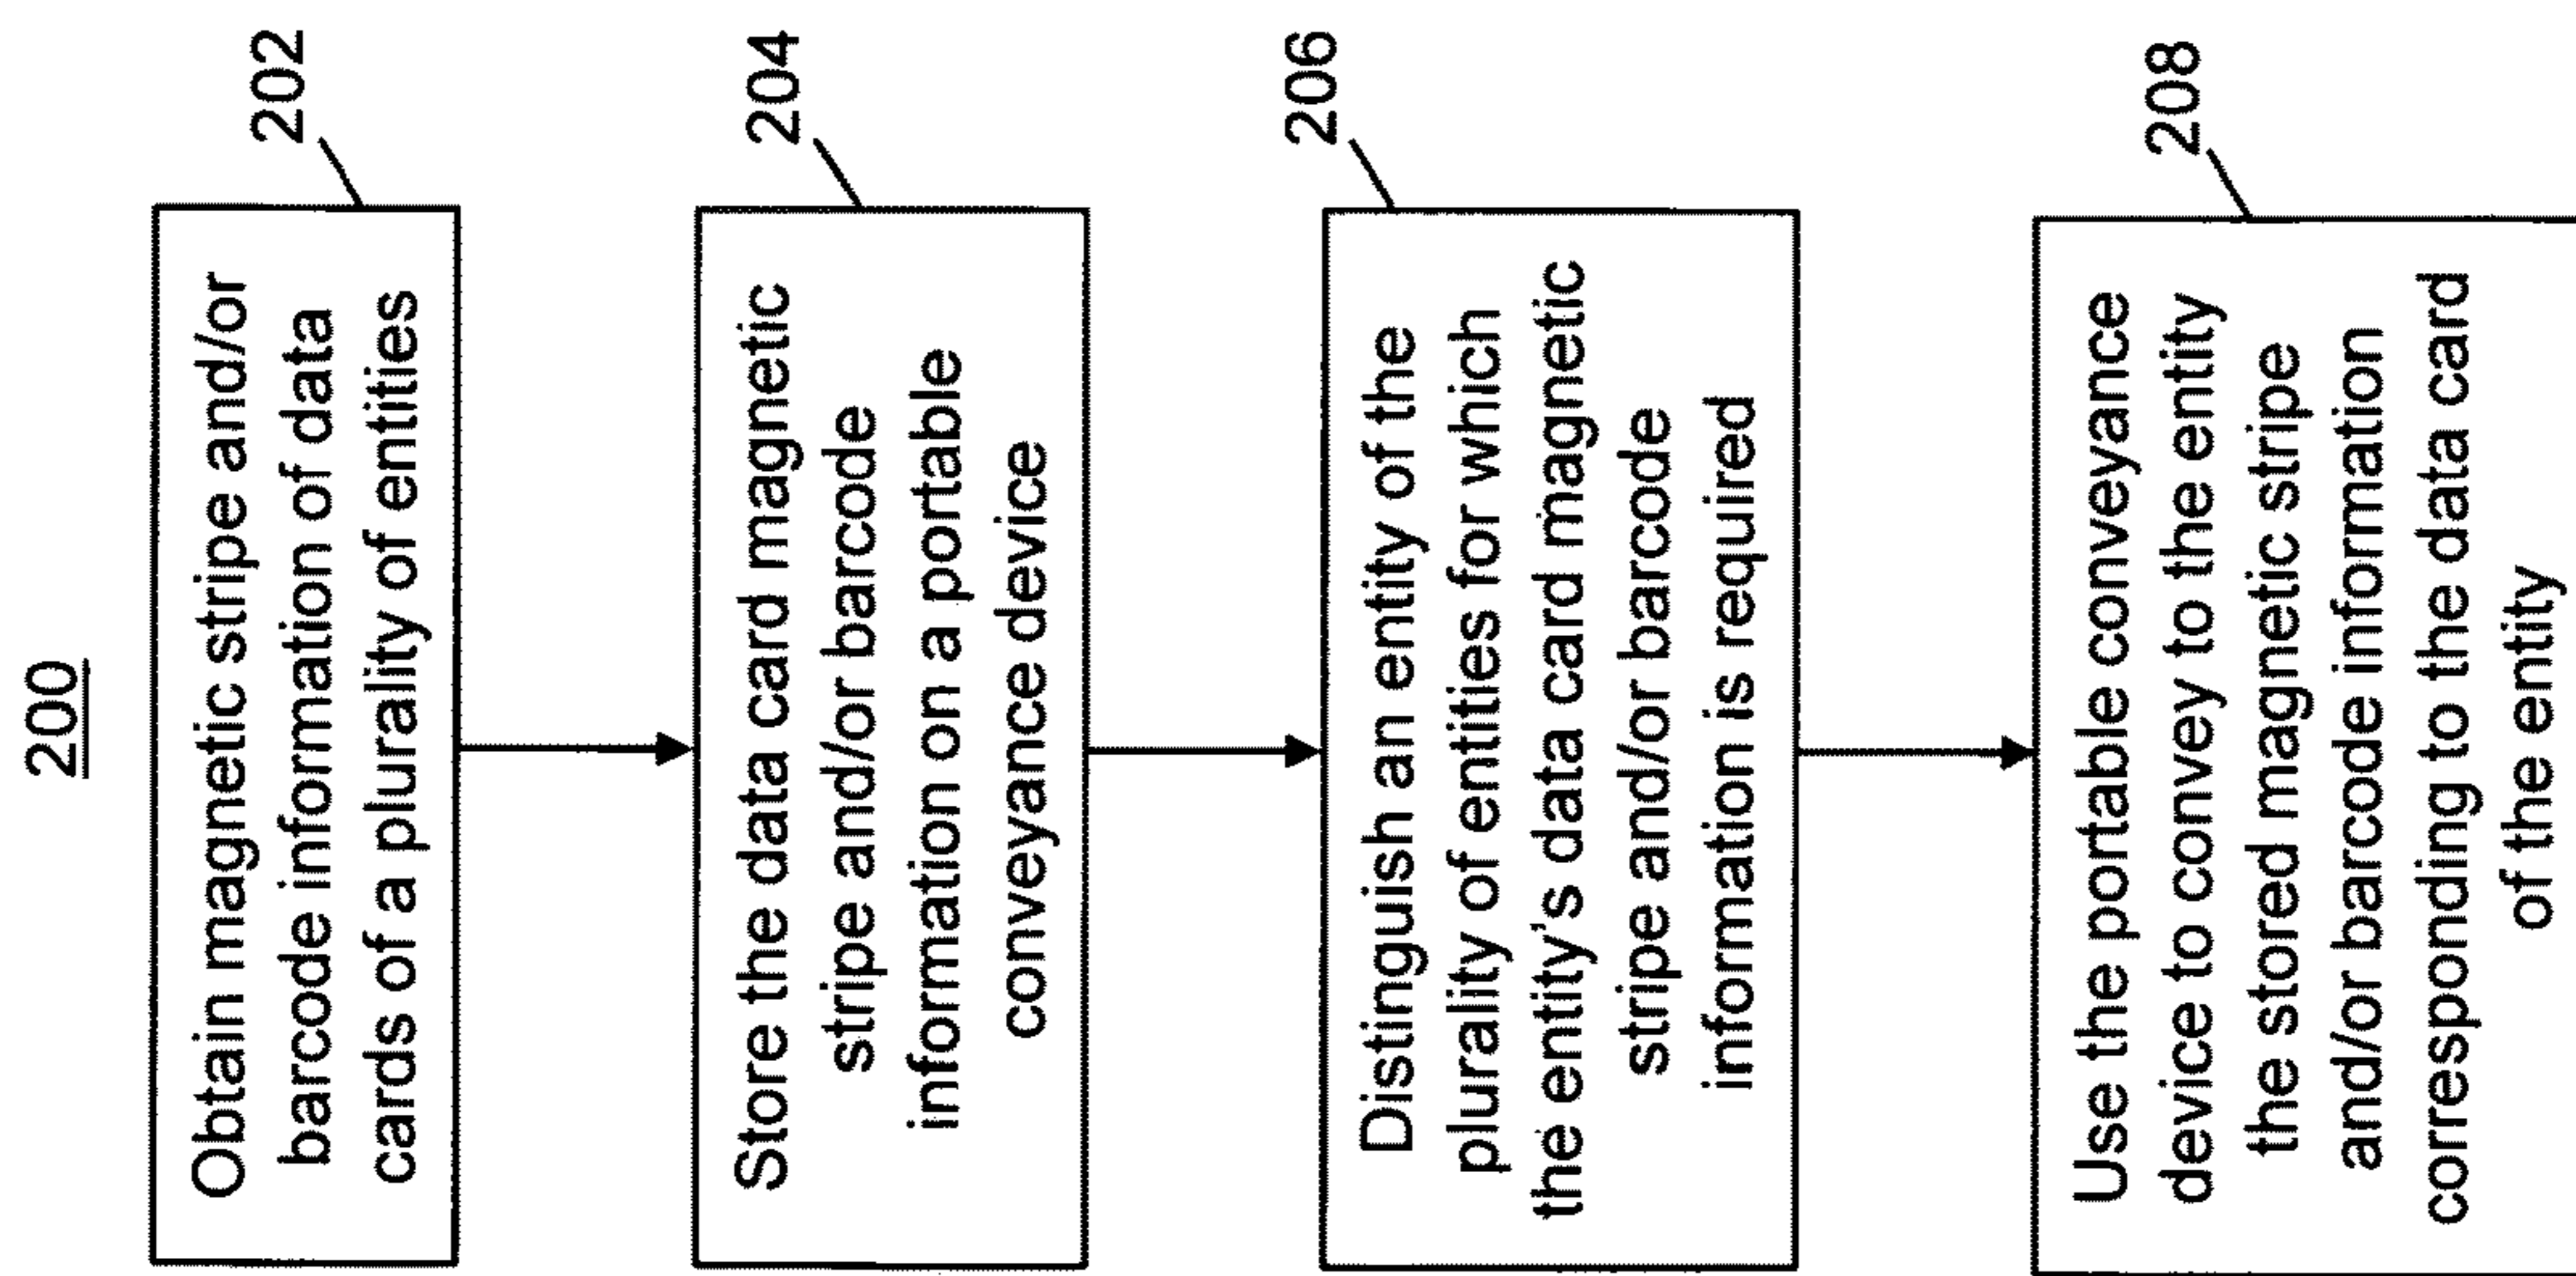 200
202
Obtain magnetic stripe and/or
barcode information of data
cards of a plurality of entities
204
Store the data card magnetic
stripe and/or barcode
information on a portable
conveyance device
206
Distinguish an entity of the
plurality of entities for which
the entity's data card magnetic
stripe and/or barcode
information is required
208
Use the portable conveyance
device to convey to the entity
the stored magnetic stripe
and/or barcode information
corresponding to the data card
of the entity